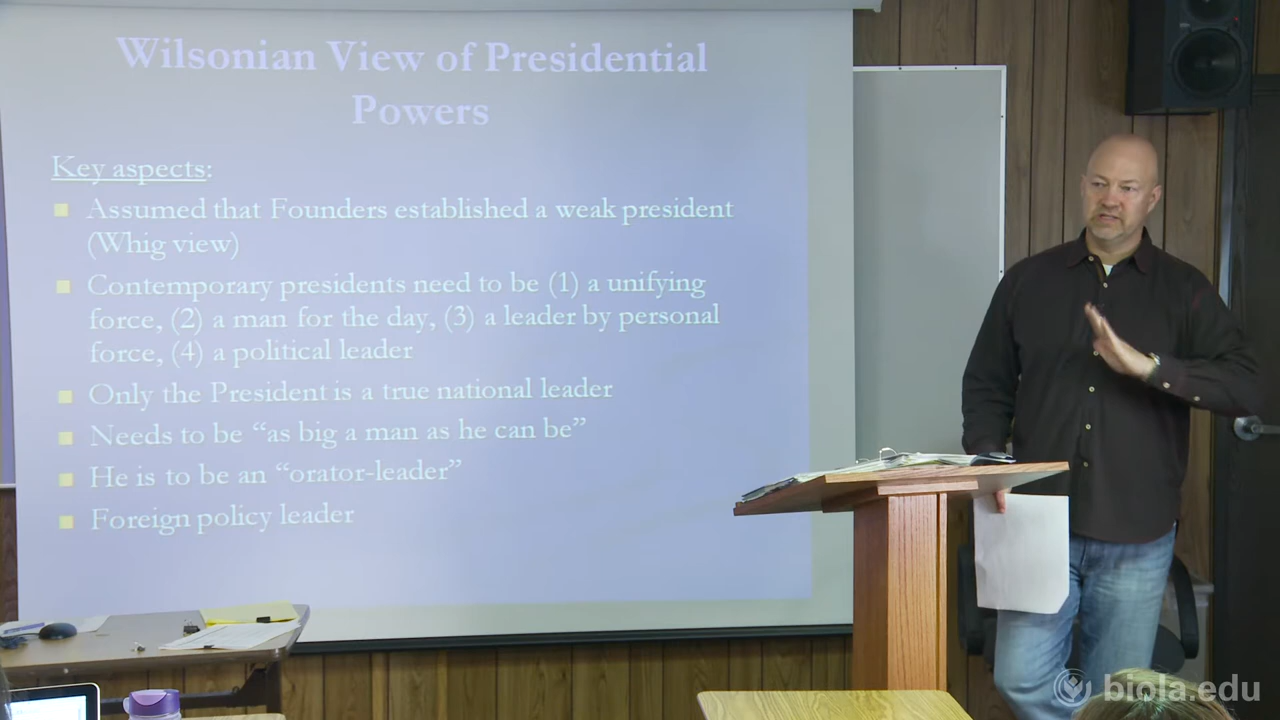 Wilsonian View of Presidential
Powers
Key aspects:
Assumed that Founders established a weak president
(Whig view)
Contemporary presidents need to be (1) a unifying
force, (2) a man for the day, (3) a leader by personal
force, (4) a political leader
Only the President is a true national leader
Needs to be “as big a man as he can be”
He is to be an “orator-leader”
Foreign policy leader
biola.edu